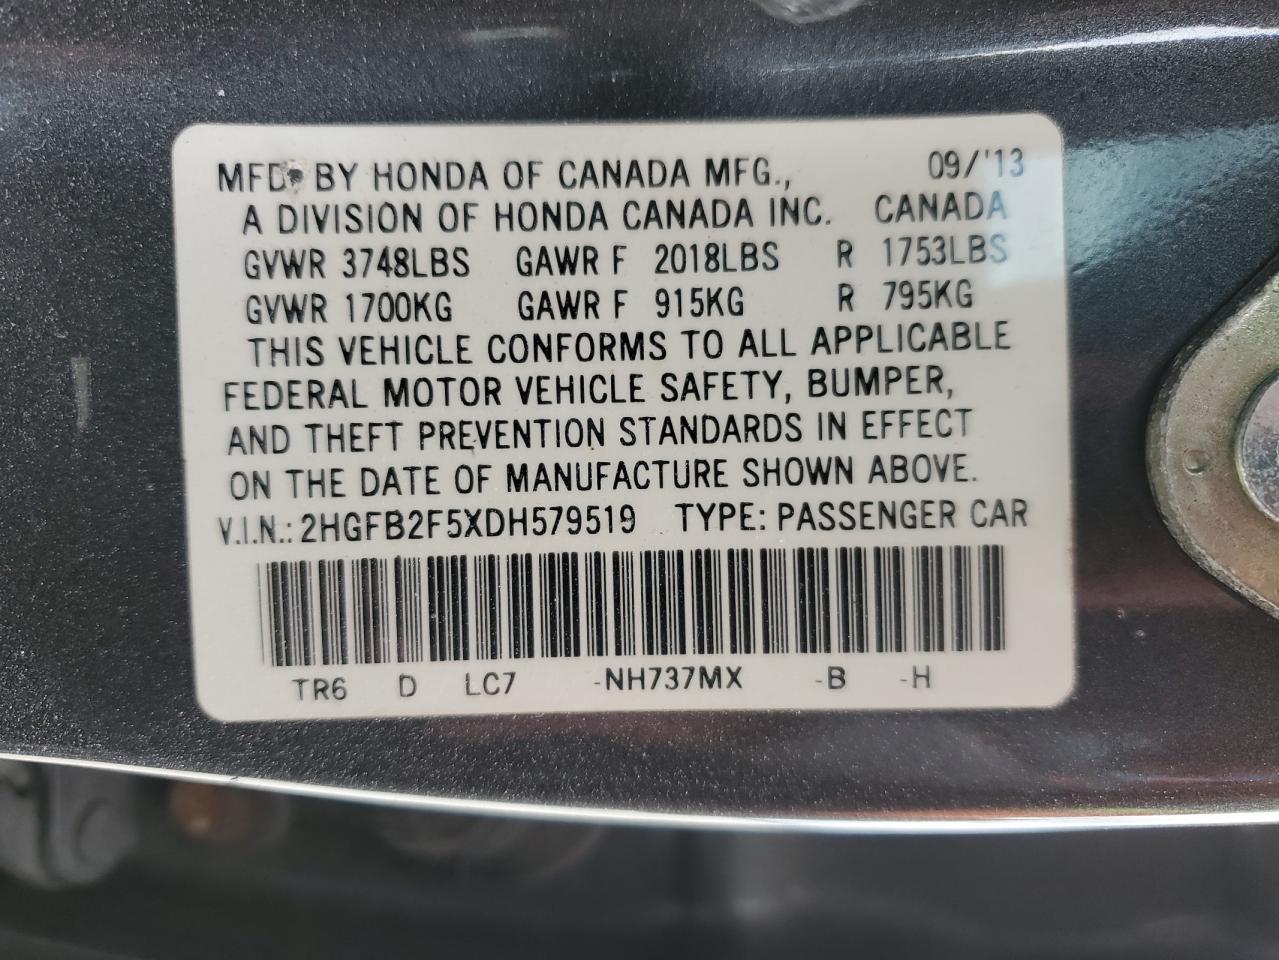 MFD. BY HONDA OF CANADA MFG., 09/'13
A DIVISION OF HONDA CANADA INC. CANADA
GVWR 3748LBS GAWR F 2018LBS R 1753LBS
GVWR 1700KG GAWR F 915KG R 795KG
THIS VEHICLE CONFORMS TO ALL APPLICABLE
FEDERAL MOTOR VEHICLE SAFETY, BUMPER,
AND THEFT PREVENTION STANDARDS IN EFFECT
ON THE DATE OF MANUFACTURE SHOWN ABOVE.
V.I.N.: 2HGFB2F5XDH579519 TYPE: PASSENGER CAR
TR6 D LC7 -NH737MX -B -H